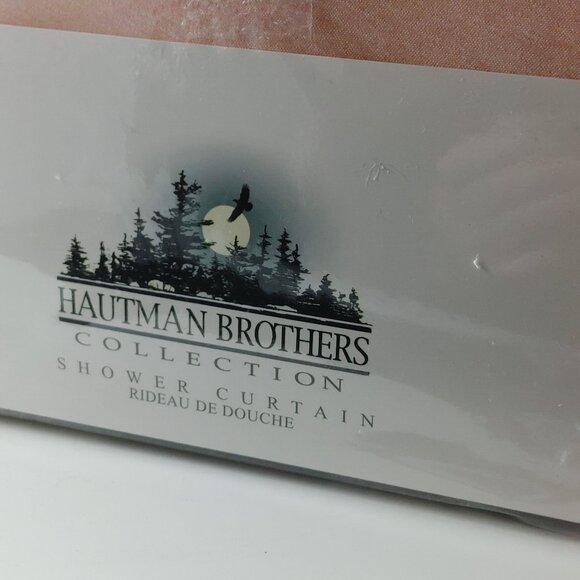 HAUTMAN BROTHERS
COLLECTION
SHOWER CURTAIN
RIDEAU DE DOUCHE